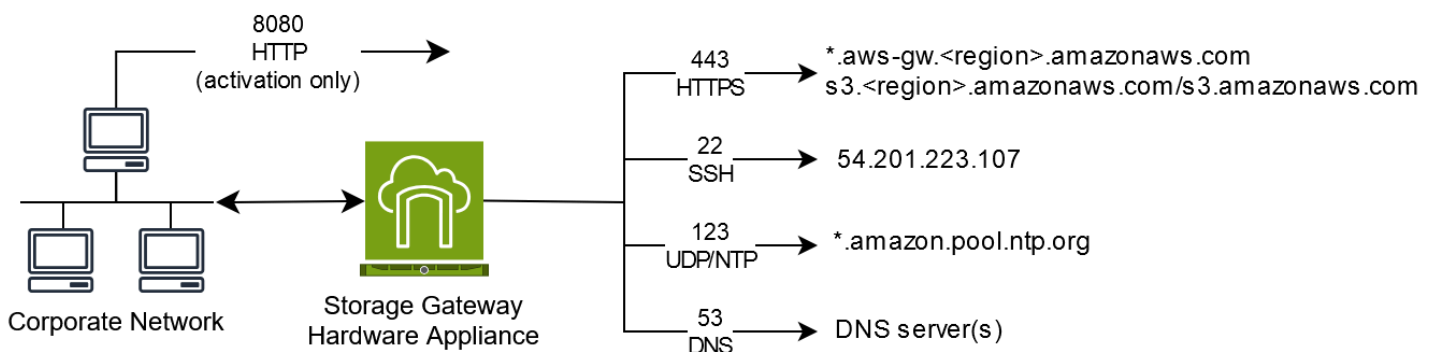 8080
HTTP
(activation only)
443
HTTPS
*.aws-gw.<region>.amazonaws.com
s3.<region>.amazonaws.com/s3.amazonaws.com
22
SSH
54.201.223.107
123
UDP/NTP
*.amazon.pool.ntp.org
53
DNS
DNS server(s)
Corporate Network
Storage Gateway
Hardware Appliance